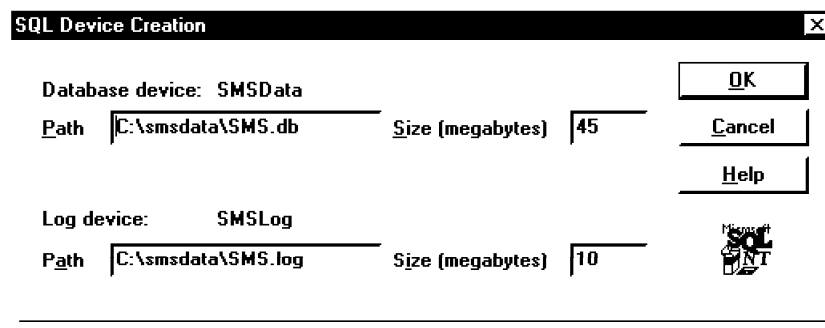 SQL Device Creation
Database device: SMSData
Path C:\smsdata\SMS.db Size (megabytes) 45
OK
Cancel
Help
Log device: SMSLog
Path C:\smsdata\SMS.log Size (megabytes) 10
Microsoft
SQL
NT